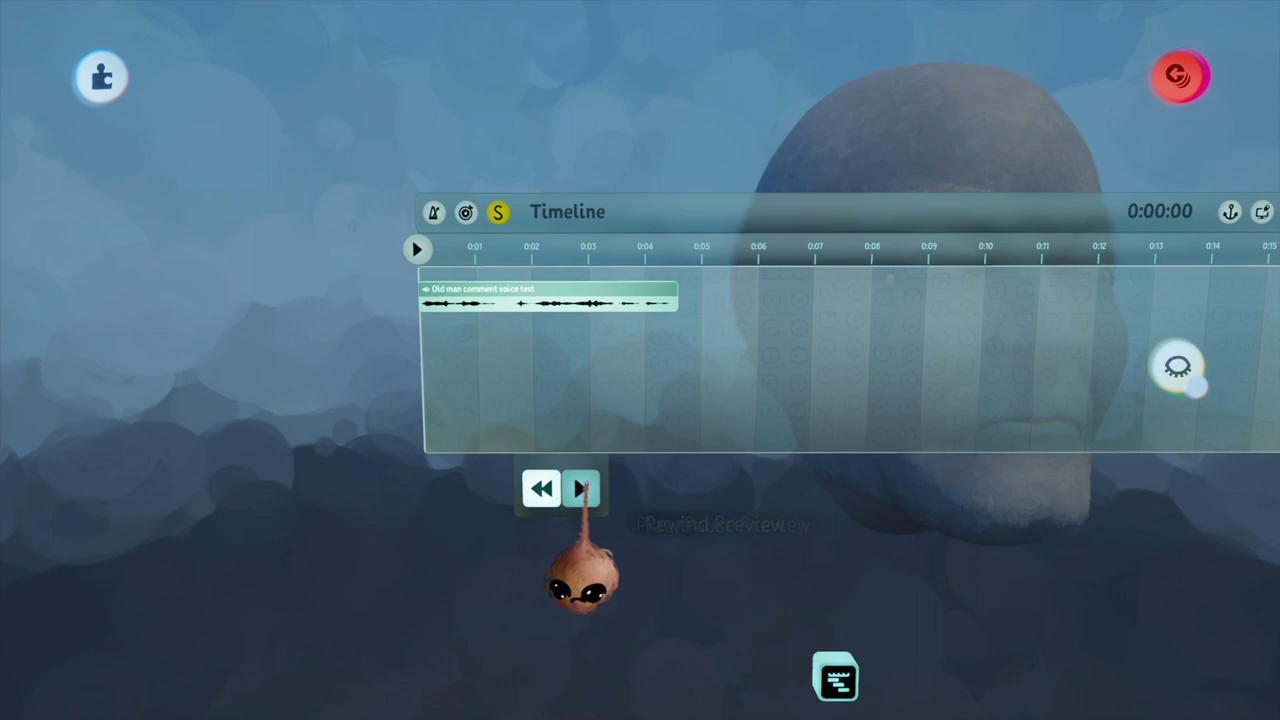 S
Timeline
0:00:00
0:01 0:02 0:03 0:04 0:05 0:06 0:07 0:08 0:09 0:10 0:11 0:12 0:13 0:14 0:15
Old man comment voice test
Rewind Preview